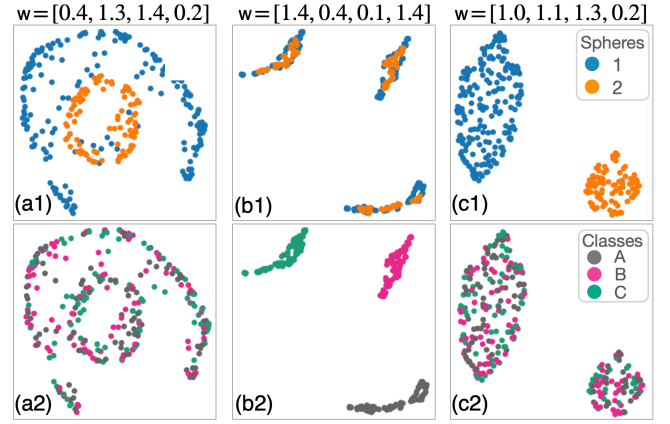 w=[0.4, 1.3, 1.4, 0.2]
w=[1.4, 0.4, 0.1, 1.4]
w=[1.0, 1.1, 1.3, 0.2]
Spheres
1
2
(a1)
(b1)
(c1)
Classes
A
B
C
(a2)
(b2)
(c2)